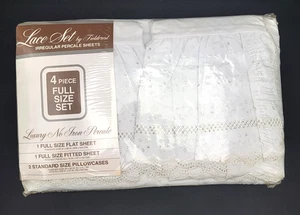 Lace Set by Fieldcrest
IRREGULAR PERCALE SHEETS
4 PIECE
FULL
SIZE
SET
Luxury No Iron Percale
1 FULL SIZE FLAT SHEET
1 FULL SIZE FITTED SHEET
2 STANDARD SIZE PILLOWCASES